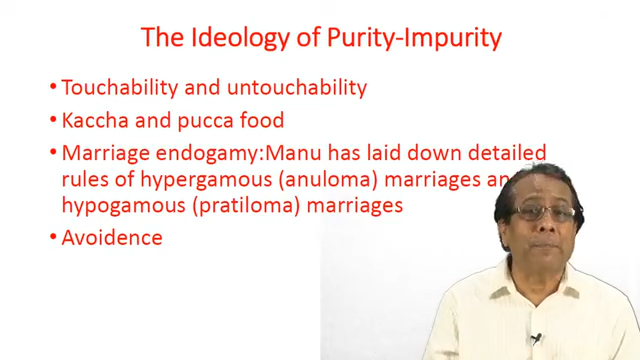 The Ideology of Purity-Impurity
• Touchability and untouchability
• Kaccha and pucca food
• Marriage endogamy:Manu has laid down detailed
rules of hypergamous (anuloma) marriages an
hypogamous (pratiloma) marriages
• Avoidence